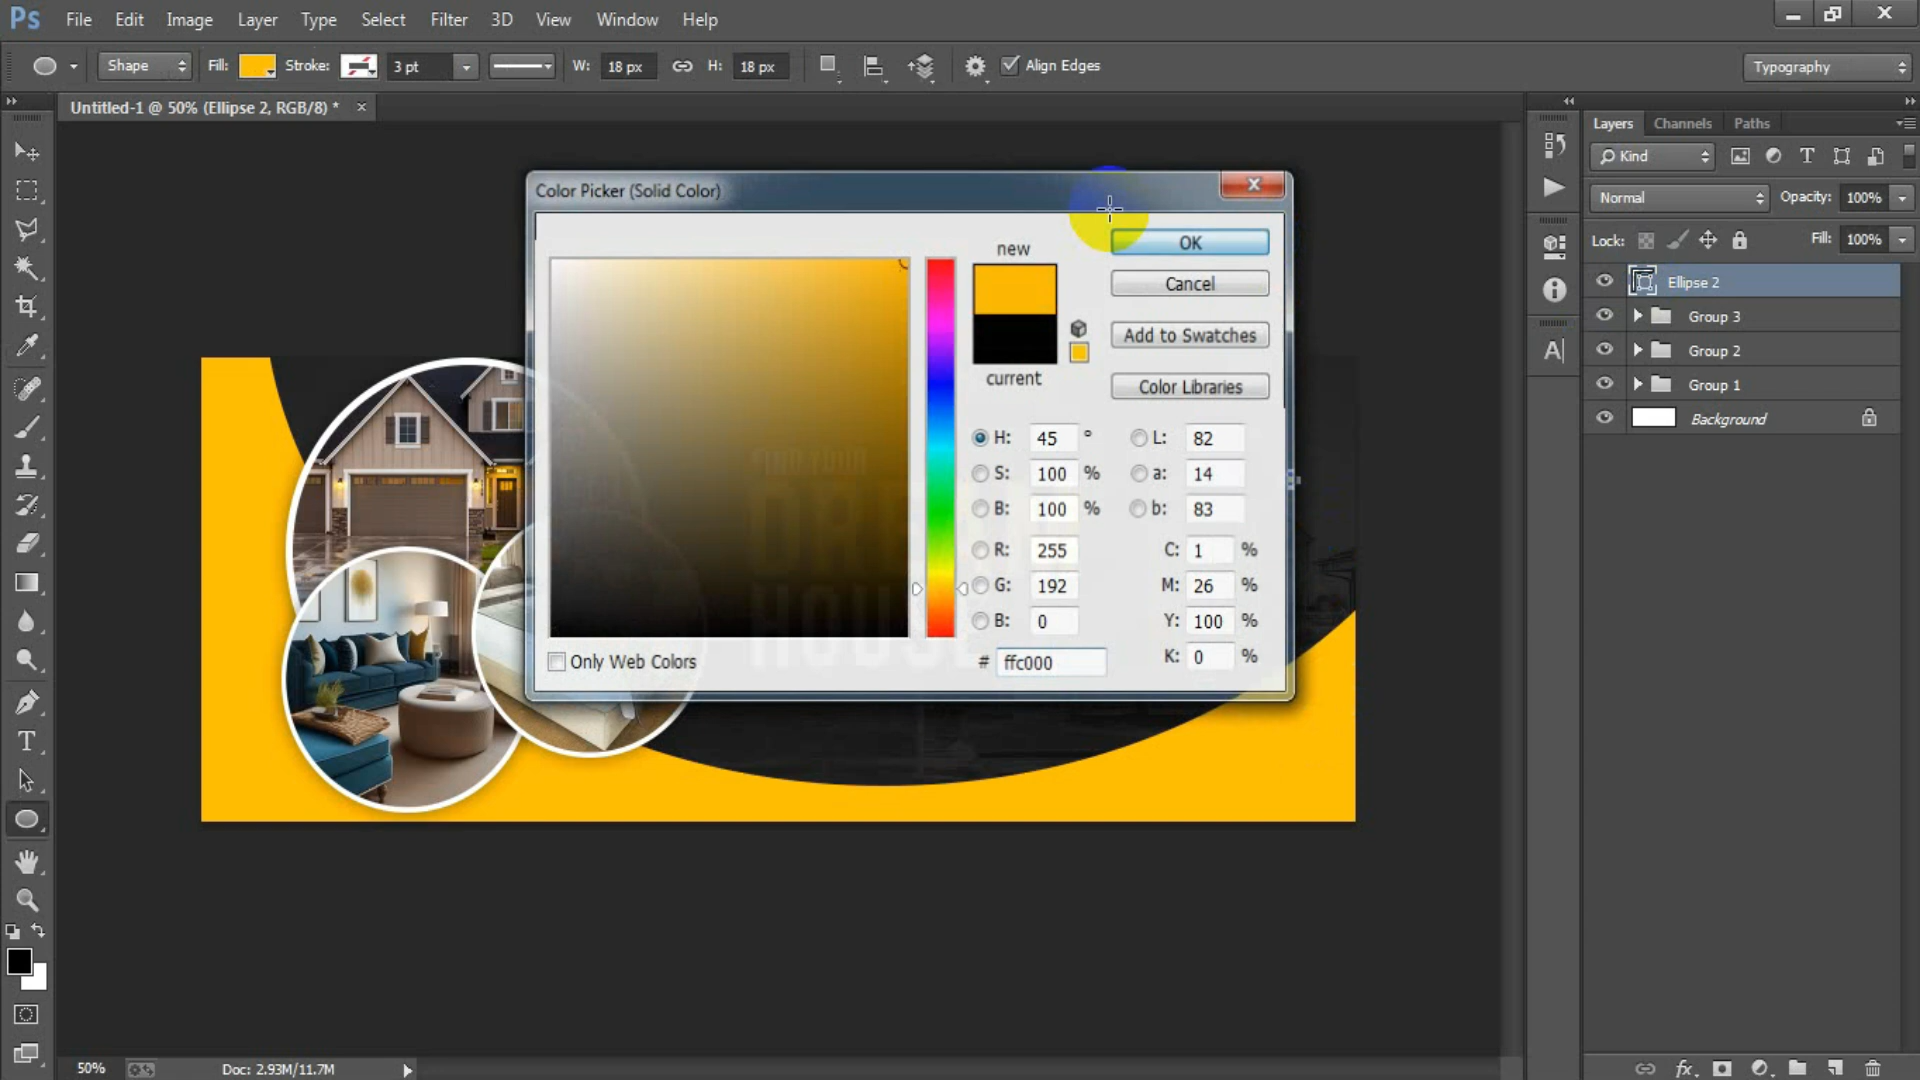 Ps File Edit Image Layer Type Select Filter 3D View Window Help
Shape Fill: Stroke: 3 pt W: 18 px H: 18 px Align Edges Typography
Untitled-1 @ 50% (Ellipse 2, RGB/8) * ×
Color Picker (Solid Color)
new
OK
Cancel
Add to Swatches
current
Color Libraries
H: 45 ° L: 82
S: 100 % a: 14
B: 100 % b: 83
R: 255 C: 1 %
G: 192 M: 26 %
B: 0 Y: 100 %
# ffc000 K: 0 %
Only Web Colors
FIND YOUR
HOUSE
Layers Channels Paths
Kind
Normal Opacity: 100%
Lock: Fill: 100%
Ellipse 2
Group 3
Group 2
Group 1
Background
A|
T
50% Doc: 2.93M/11.7M
fx